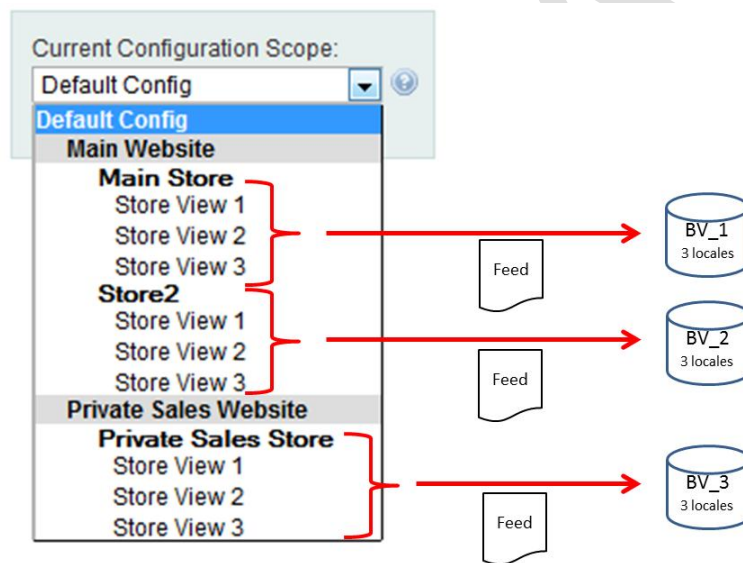 Current Configuration Scope:
Default Config
Default Config
Main Website
Main Store
Store View 1
Store View 2
Store View 3
Store2
Store View 1
Store View 2
Store View 3
Private Sales Website
Private Sales Store
Store View 1
Store View 2
Store View 3
Feed
BV_1
3 locales
Feed
BV_2
3 locales
Feed
BV_3
3 locales